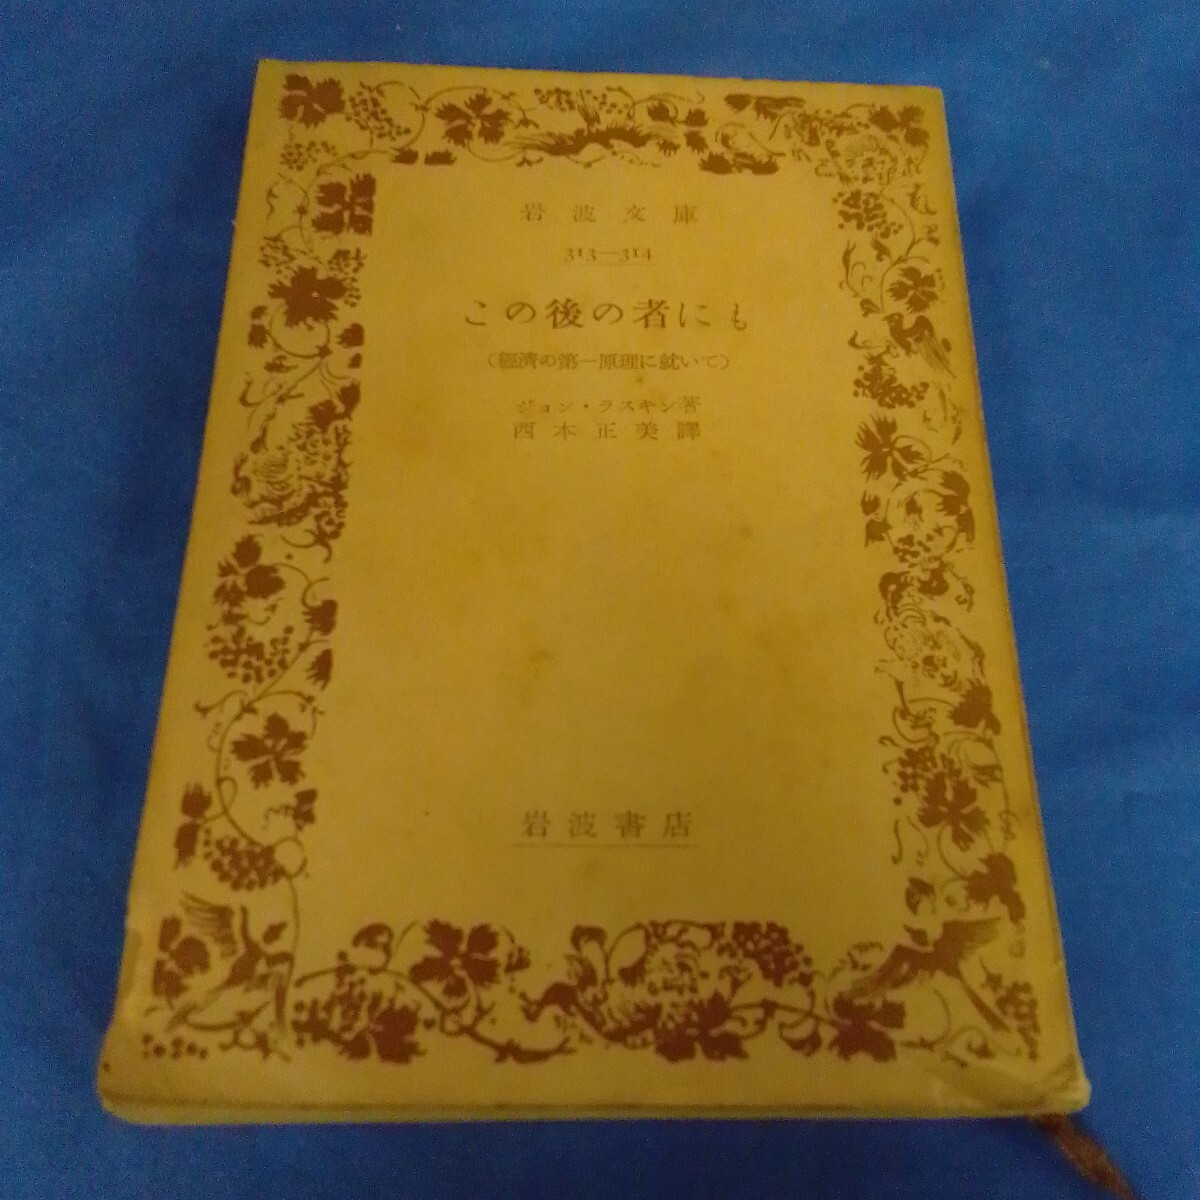 岩波文庫
313—314
この後の者にも
（經濟の第一原理に就いて）
ジョン・ラスキン著
西本正美譯
岩波書店